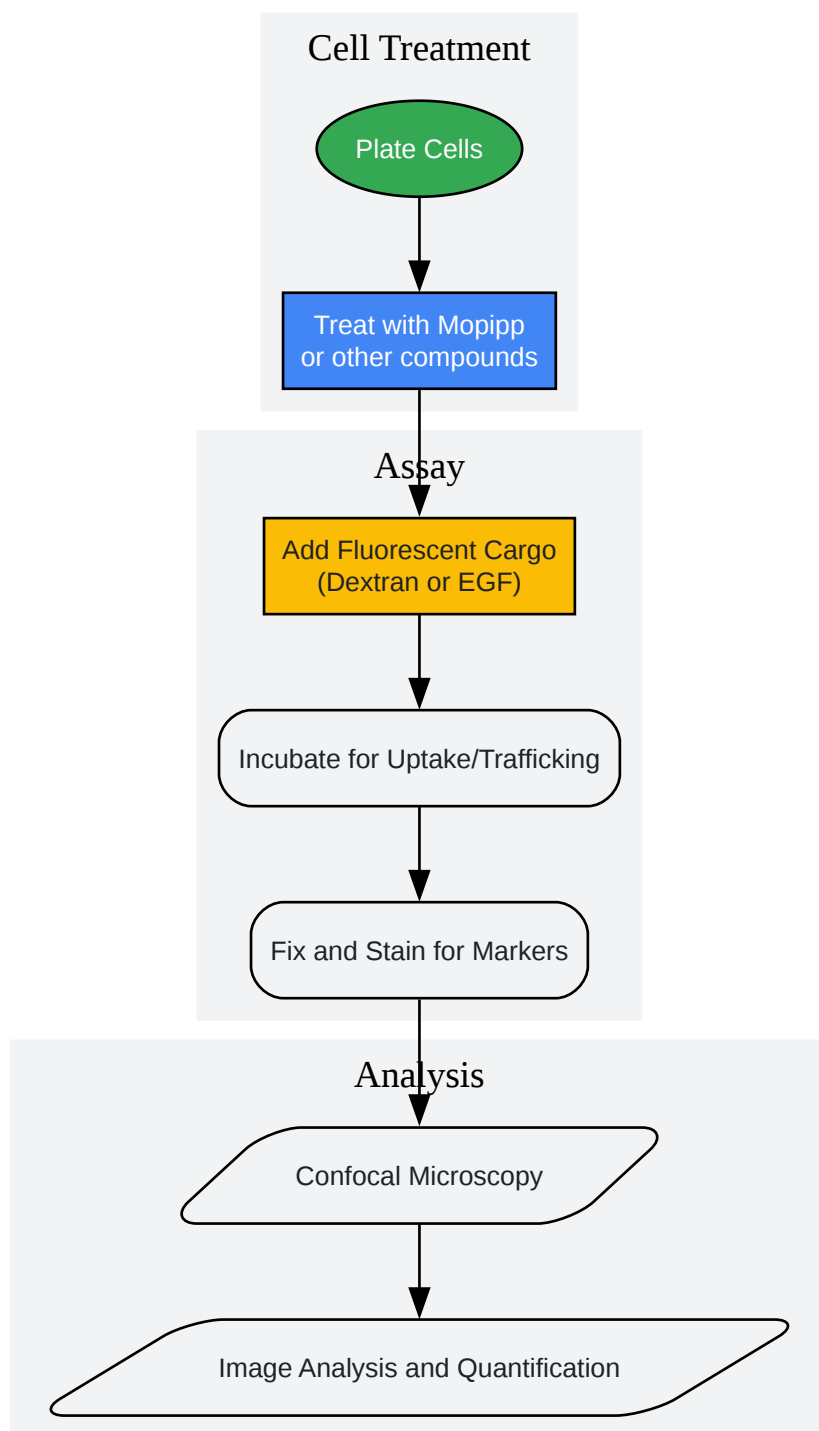 Cell Treatment
Plate Cells
Treat with Mopipp
or other compounds
Assay
Add Fluorescent Cargo
(Dextran or EGF)
Incubate for Uptake/Trafficking
Fix and Stain for Markers
Analysis
Confocal Microscopy
Image Analysis and Quantification